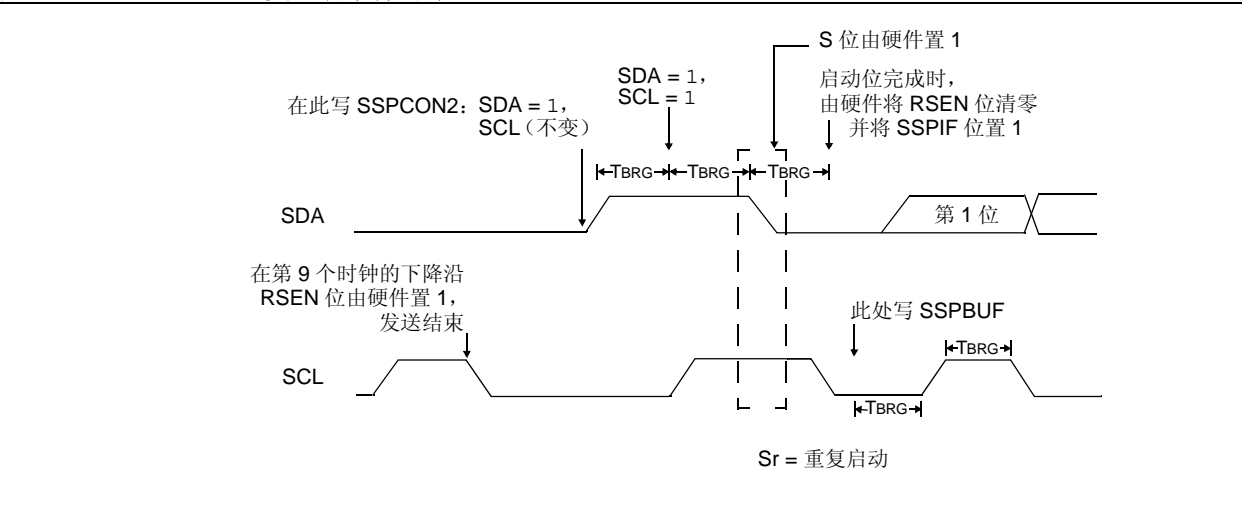 S 位由硬件置 1
SDA = 1,
SCL = 1
启动位完成时,
由硬件将 RSEN 位清零
并将 SSPIF 位置 1
在此写 SSPCON2: SDA = 1,
SCL(不变)
TBRG
TBRG
TBRG
SDA
第 1 位
在第 9 个时钟的下降沿
RSEN 位由硬件置 1,
发送结束
此处写 SSPBUF
TBRG
SCL
TBRG
Sr = 重复启动